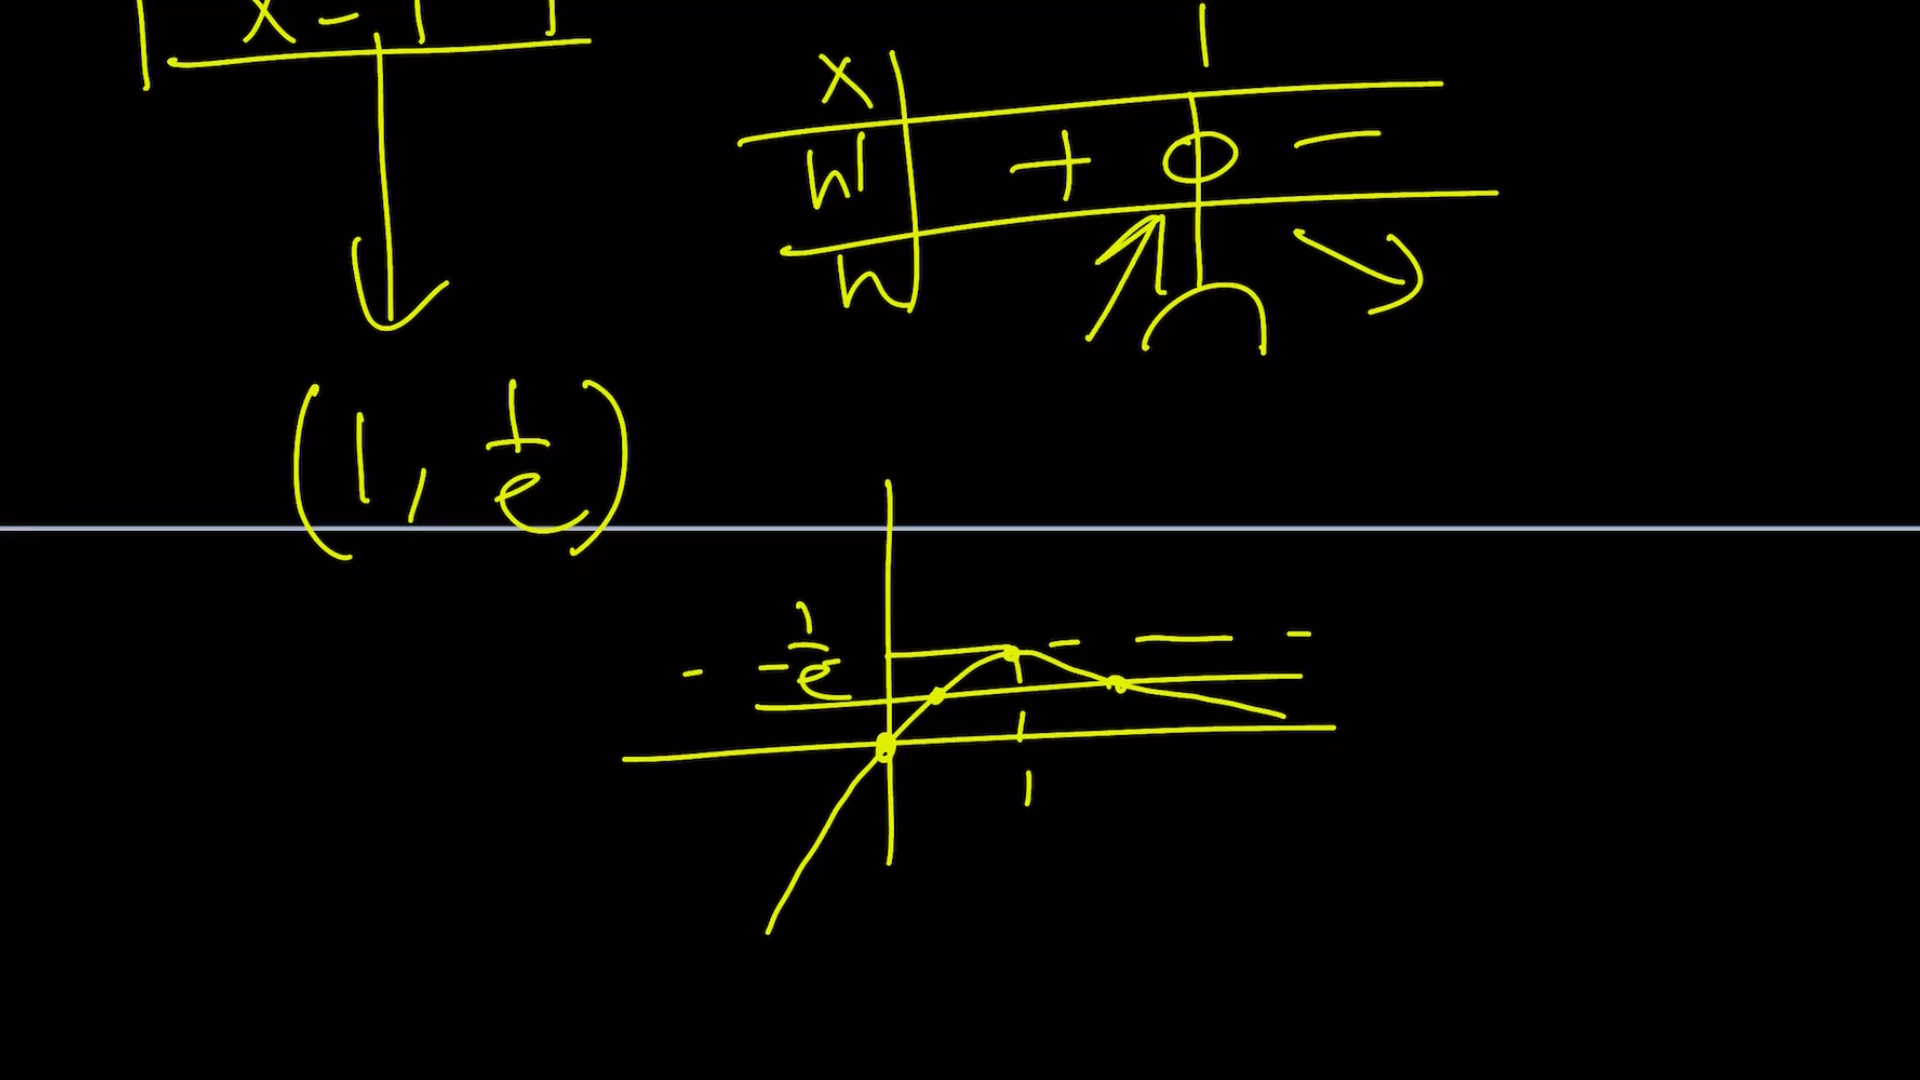 x = 1
1
x
W' + 0 -
W
(1, 1/e)
1/e
1